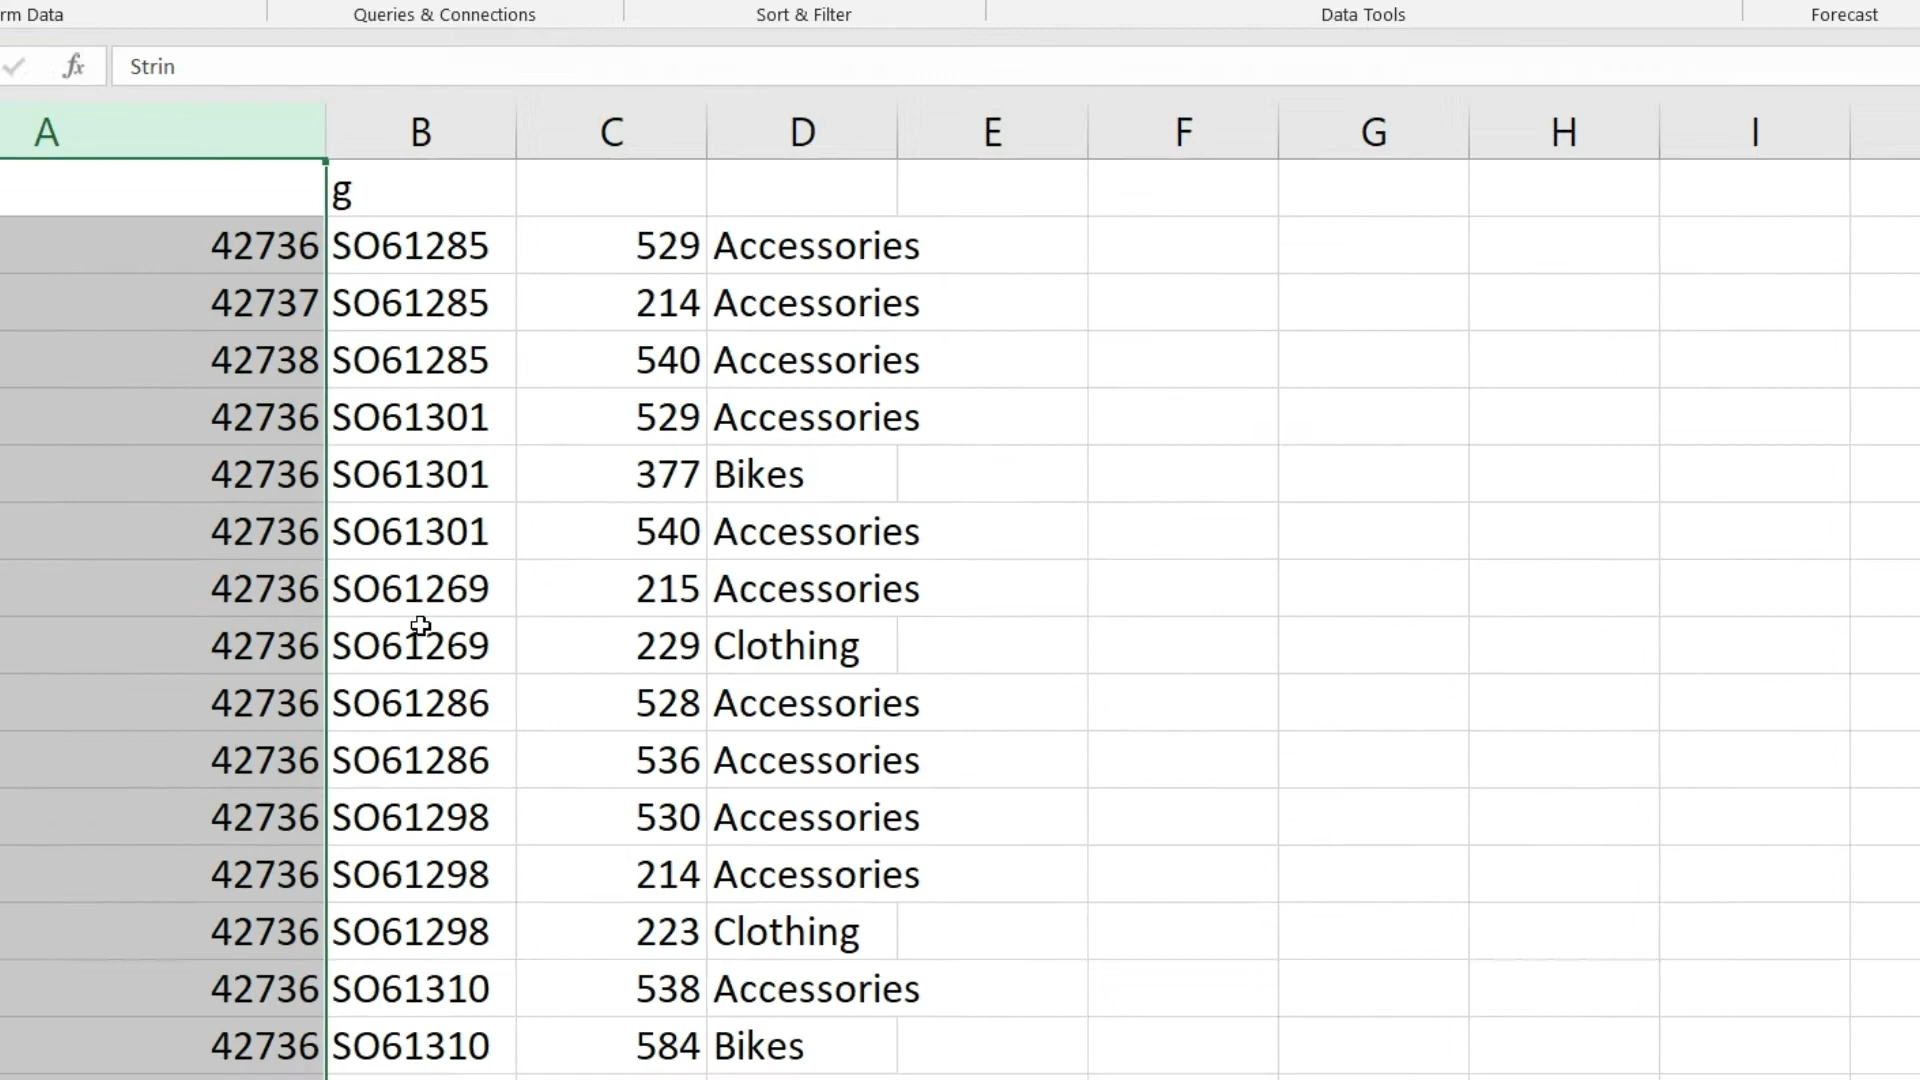 rm Data Queries & Connections Sort & Filter Data Tools Forecast
fx Strin
A B C D E F G H I
g
42736 SO61285 529 Accessories
42737 SO61285 214 Accessories
42738 SO61285 540 Accessories
42736 SO61301 529 Accessories
42736 SO61301 377 Bikes
42736 SO61301 540 Accessories
42736 SO61269 215 Accessories
42736 SO61269 229 Clothing
42736 SO61286 528 Accessories
42736 SO61286 536 Accessories
42736 SO61298 530 Accessories
42736 SO61298 214 Accessories
42736 SO61298 223 Clothing
42736 SO61310 538 Accessories
42736 SO61310 584 Bikes